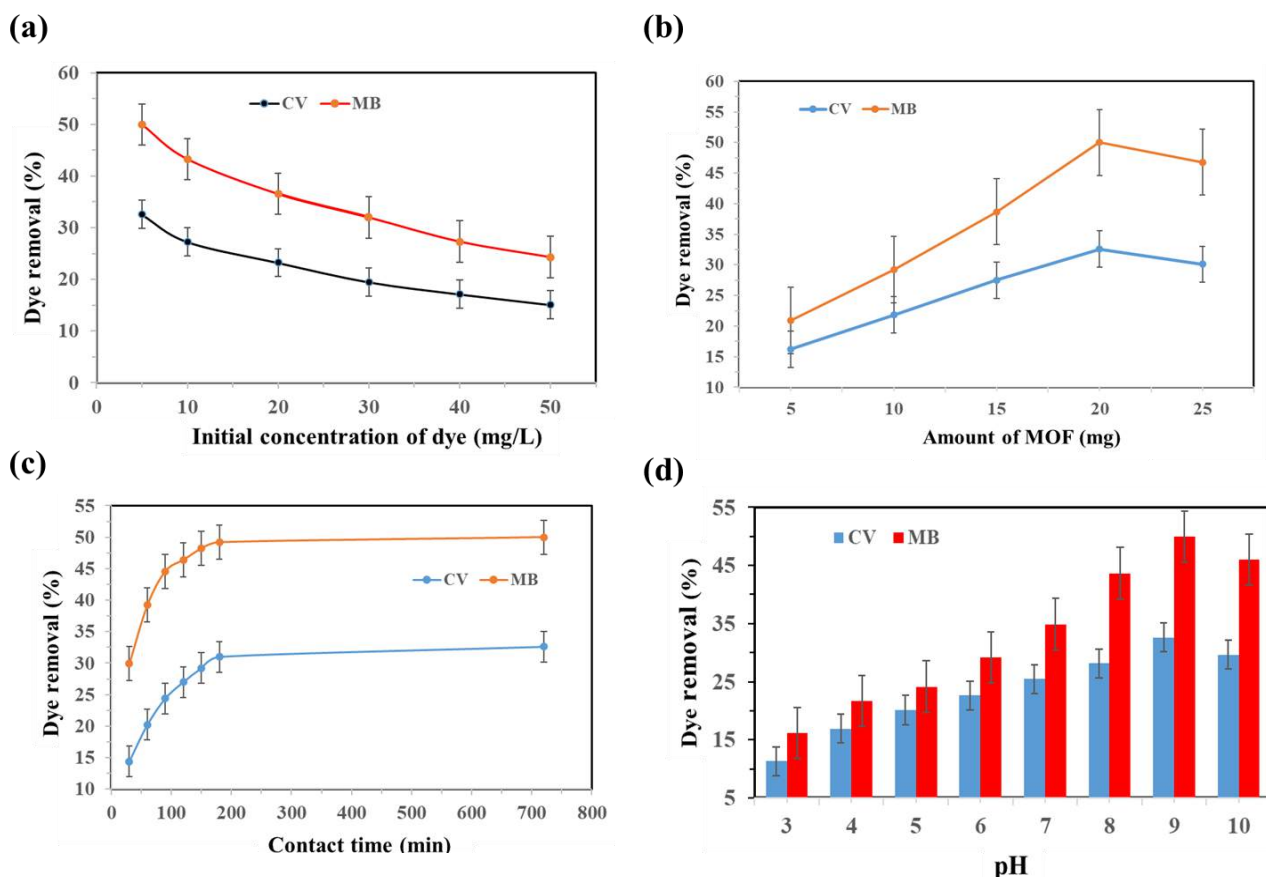 (a)
60
50
40
30
20
10
0
Dye removal (%)
CV MB
0 10 20 30 40 50
Initial concentration of dye (mg/L)
(b)
60
55
50
45
40
35
30
25
20
15
10
Dye removal (%)
CV MB
5 10 15 20 25
Amount of MOF (mg)
(c)
55
50
45
40
35
30
25
20
15
10
Dye removal (%)
CV MB
0 100 200 300 400 500 600 700 800
Contact time (min)
(d)
55
45
35
25
15
5
Dye removal (%)
CV MB
3 4 5 6 7 8 9 10
pH